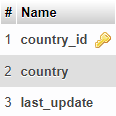 # Name
1 country_id
2 country
3 last_update